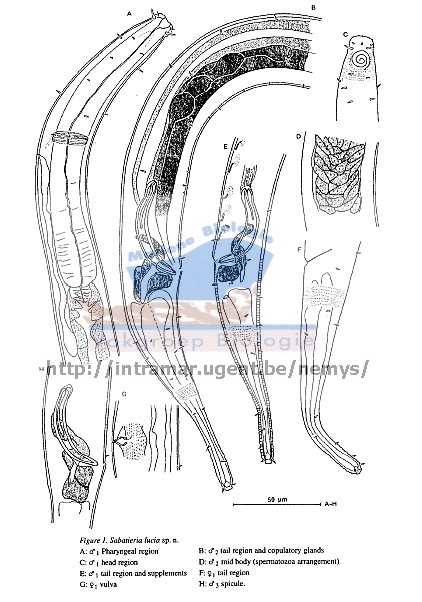 A
B
C
D
E
F
Mariene Biologie
Vakgroep Biologie
http://intramar.ugent.be/nemys/
H
G
50 um
A-H
Figure 1. Sabatieria lucia sp. n.
A: ♂1 Pharyngeal region
B: ♂2 tail region and copulatory glands
C: ♂1 head region
D: ♂2 mid body (spermatozoa arrangement)
E: ♂1 tail region and supplements
F: ♀1 tail region
G: ♀1 vulva
H: ♂1 spicule.